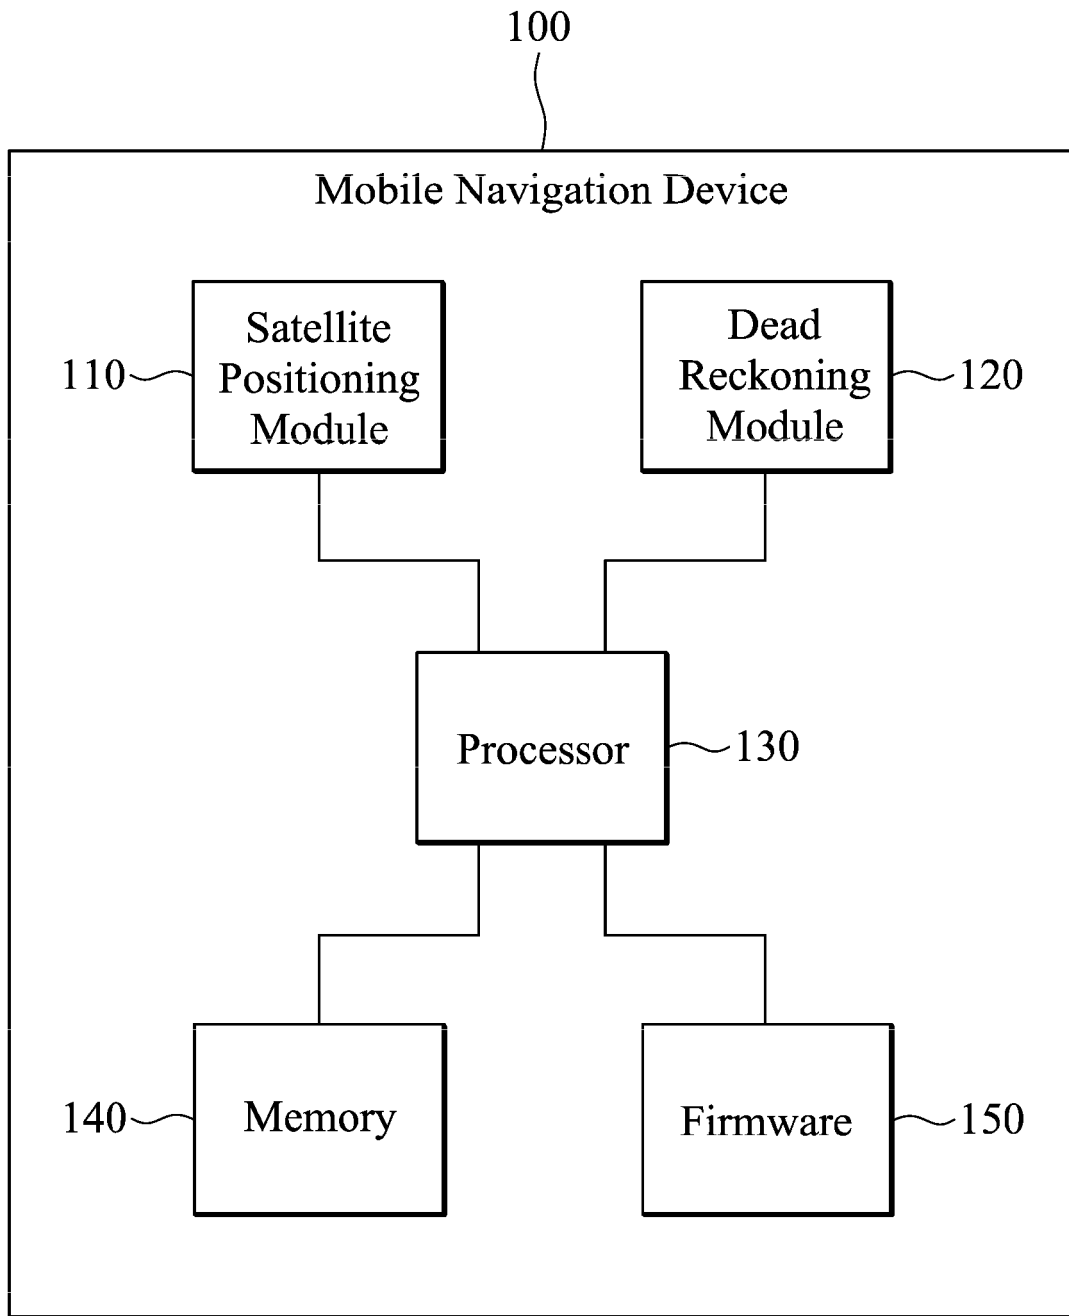 100
Mobile Navigation Device
Satellite
Positioning
Module
110
Dead
Reckoning
Module
120
Processor
130
140
Memory
Firmware
150